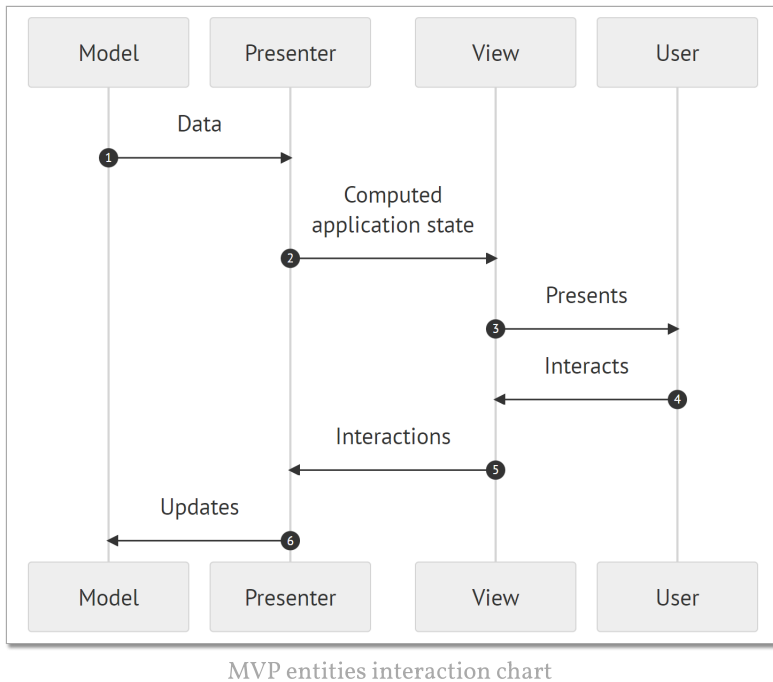 Model Presenter View User
Data
1
Computed
application state
2
Presents
3
Interacts
4
Interactions
5
Updates
6
Model Presenter View User
MVP entities interaction chart